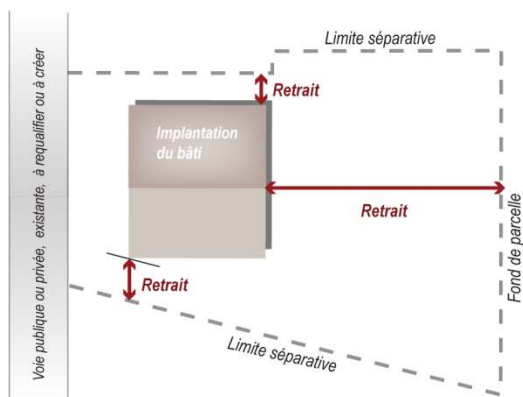 Limite séparative
Retrait
Implantation
du bâti
Retrait
Retrait
Limite séparative
Voie publique ou privée, existante, à requalifier ou à créer
Fond de parcelle